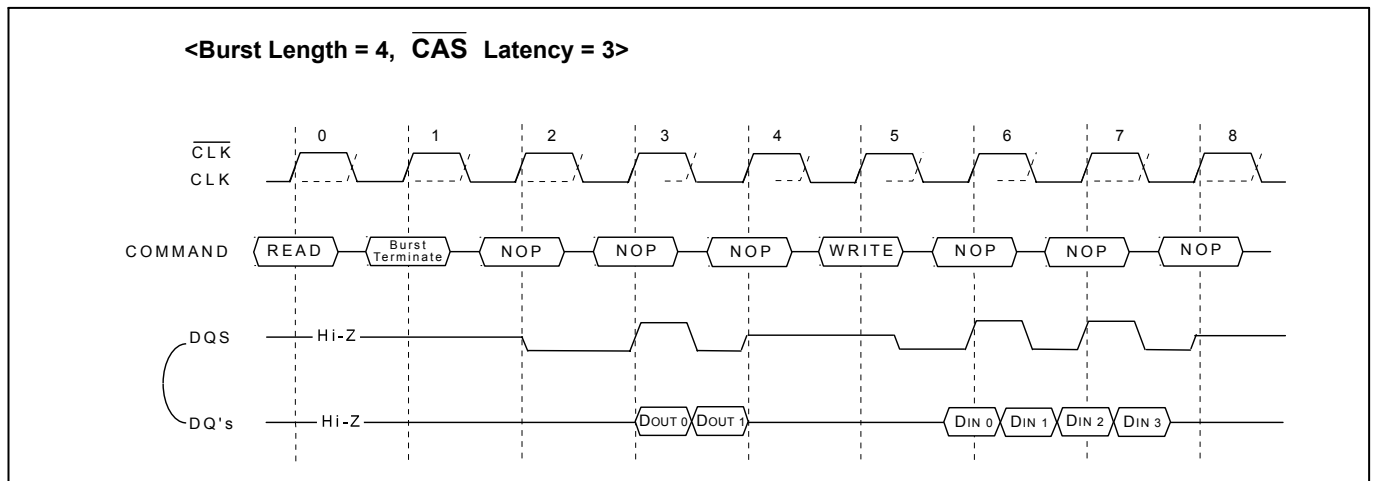 <Burst Length = 4, CAS Latency = 3>
0 1 2 3 4 5 6 7 8
CLK
CLK
COMMAND READ Burst Terminate NOP NOP NOP WRITE NOP NOP NOP
DQS Hi-Z
DQ's Hi-Z DOUT 0 DOUT 1 DIN 0 DIN 1 DIN 2 DIN 3